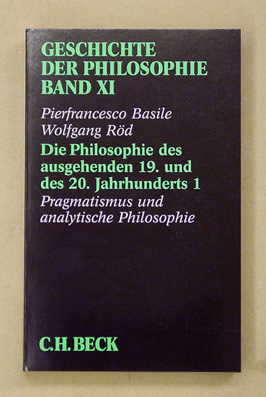 GESCHICHTE
DER PHILOSOPHIE
BAND XI
Pierfrancesco Basile
Wolfgang Röd
Die Philosophie des
ausgehenden 19. und
des 20. Jahrhunderts 1
Pragmatismus und
analytische Philosophie
C.H.BECK